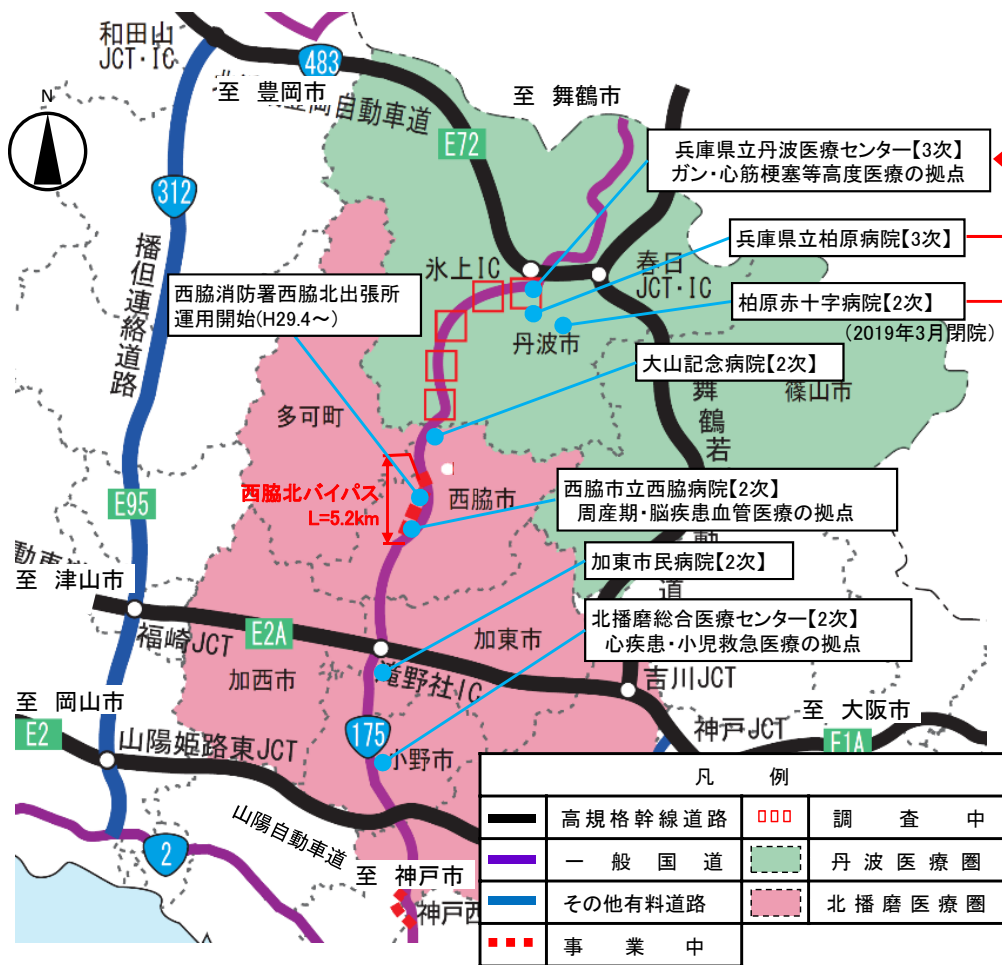 和田山
JCT・IC
483
至 豊岡市
至 舞鶴市
自動車道
E72
N
312
播但連絡道路
兵庫県立丹波医療センター【3次】
ガン・心筋梗塞等高度医療の拠点
兵庫県立柏原病院【3次】
氷上IC
春日
JCT・IC
西脇消防署西脇北出張所
運用開始(H29.4～)
柏原赤十字病院【2次】
(2019年3月閉院)
丹波市
大山記念病院【2次】
篠山市
舞鶴若
多可町
西脇北バイパス
L=5.2km
西脇市
西脇市立西脇病院【2次】
周産期・脳疾患血管医療の拠点
E95
動
道
加東市民病院【2次】
至 津山市
北播磨総合医療センター【2次】
心疾患・小児救急医療の拠点
福崎JCT
E2A
加東市
加西市
滝野社IC
吉川JCT
至 岡山市
神戸JCT
至 大阪市
E2
山陽姫路東JCT
175
小野市
E1A
山陽自動車道
2
至 神戸市
神戸西
凡例
高規格幹線道路
調査中
一般国道
丹波医療圏
その他有料道路
北播磨医療圏
事業中